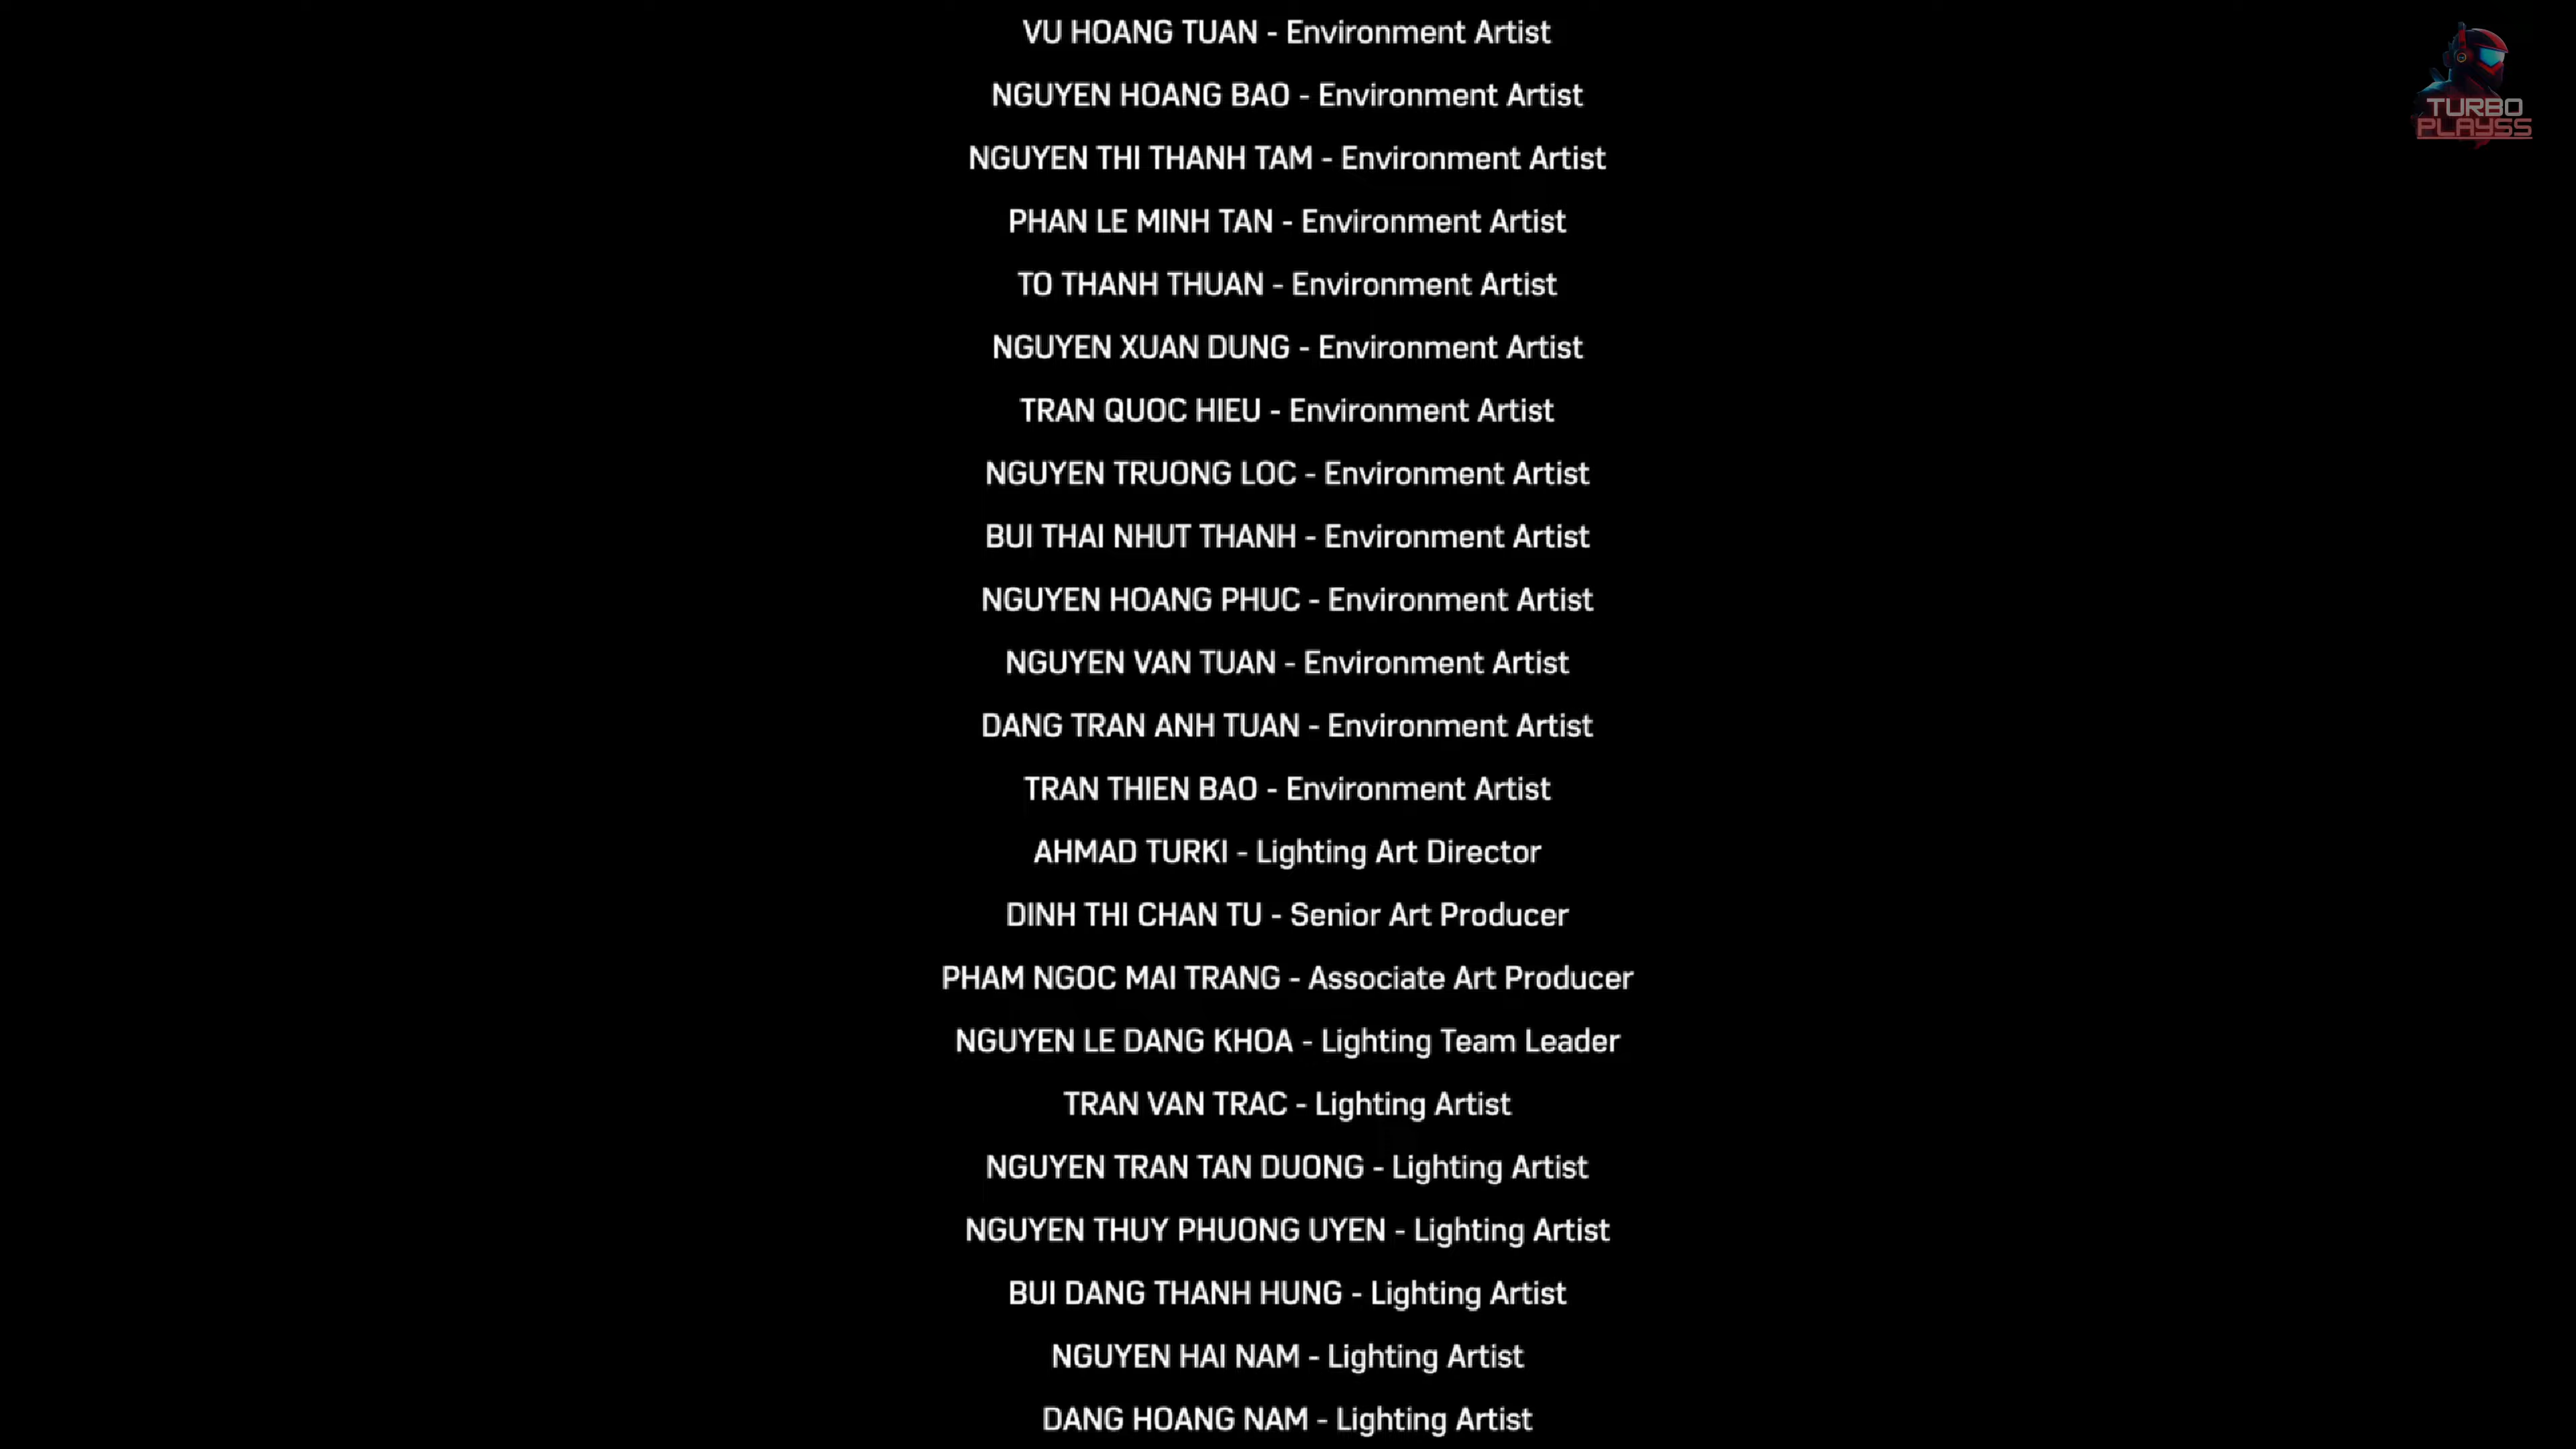 VU HOANG TUAN - Environment Artist
NGUYEN HOANG BAO - Environment Artist
NGUYEN THI THANH TAM - Environment Artist
PHAN LE MINH TAN - Environment Artist
TO THANH THUAN - Environment Artist
NGUYEN XUAN DUNG - Environment Artist
TRAN QUOC HIEU - Environment Artist
NGUYEN TRUONG LOC - Environment Artist
BUI THAI NHUT THANH - Environment Artist
NGUYEN HOANG PHUC - Environment Artist
NGUYEN VAN TUAN - Environment Artist
DANG TRAN ANH TUAN - Environment Artist
TRAN THIEN BAO - Environment Artist
AHMAD TURKI - Lighting Art Director
DINH THI CHAN TU - Senior Art Producer
PHAM NGOC MAI TRANG - Associate Art Producer
NGUYEN LE DANG KHOA - Lighting Team Leader
TRAN VAN TRAC - Lighting Artist
NGUYEN TRAN TAN DUONG - Lighting Artist
NGUYEN THUY PHUONG UYEN - Lighting Artist
BUI DANG THANH HUNG - Lighting Artist
NGUYEN HAI NAM - Lighting Artist
DANG HOANG NAM - Lighting Artist
TURBO
PLAYSS